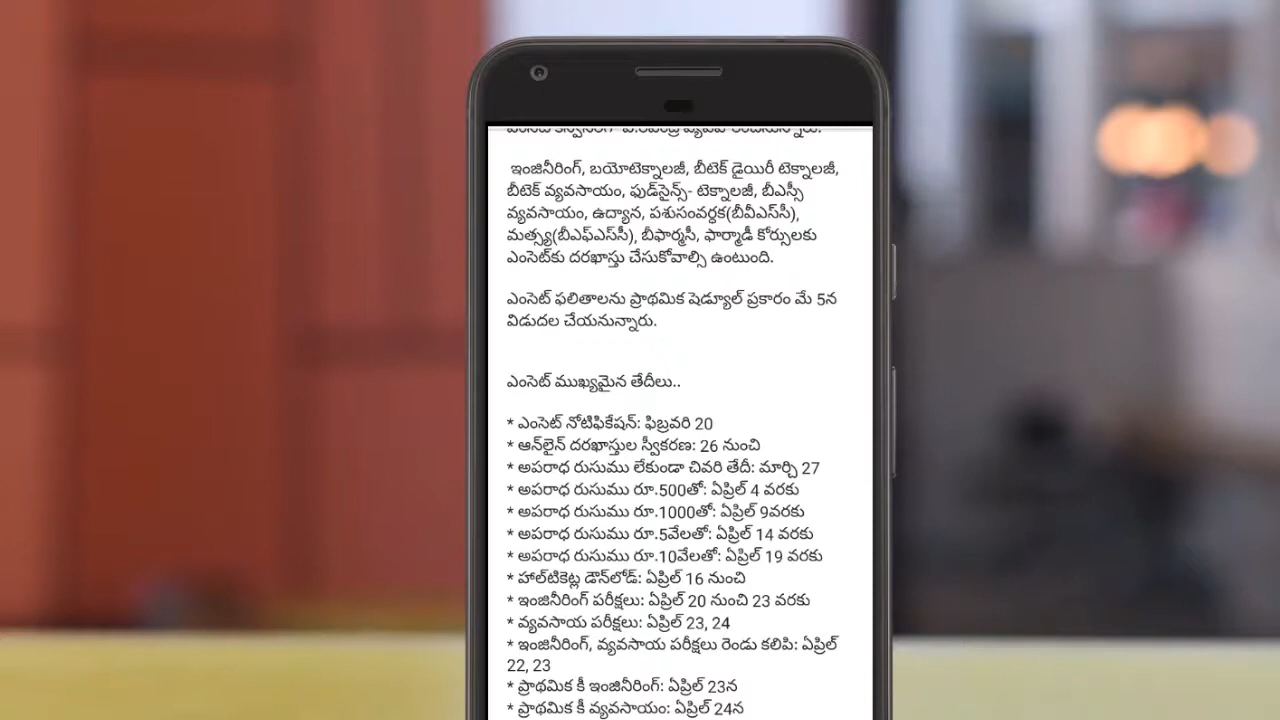 ఇంజినీరింగ్, బయోటెక్నాలజీ, బీటెక్ డైయిరీ టెక్నాలజీ,
బీటెక్ వ్యవసాయం, ఫుడ్‌సైన్స్- టెక్నాలజీ, బీఎస్సీ
వ్యవసాయం, ఉద్యాన, పశుసంవర్ధక(బీవీఎస్‌సీ),
మత్స్య(బీఎఫ్ఎస్‌సీ), బీఫార్మసీ, ఫార్మాడీ కోర్సులకు
ఎంసెట్‌కు దరఖాస్తు చేసుకోవాల్సి ఉంటుంది.
ఎంసెట్ ఫలితాలను ప్రాథమిక షెడ్యూల్ ప్రకారం మే 5న
విడుదల చేయనున్నారు.
ఎంసెట్ ముఖ్యమైన తేదీలు..
* ఎంసెట్ నోటిఫికేషన్: ఫిబ్రవరి 20
* ఆన్‌లైన్ దరఖాస్తుల స్వీకరణ: 26 నుంచి
* అపరాధ రుసుము లేకుండా చివరి తేదీ: మార్చి 27
* అపరాధ రుసుము రూ.500తో: ఏప్రిల్ 4 వరకు
* అపరాధ రుసుము రూ.1000తో: ఏప్రిల్ 9వరకు
* అపరాధ రుసుము రూ.5వేలతో: ఏప్రిల్ 14 వరకు
* అపరాధ రుసుము రూ.10వేలతో: ఏప్రిల్ 19 వరకు
* హాల్‌టికెట్ల డౌన్‌లోడ్: ఏప్రిల్ 16 నుంచి
* ఇంజినీరింగ్ పరీక్షలు: ఏప్రిల్ 20 నుంచి 23 వరకు
* వ్యవసాయ పరీక్షలు: ఏప్రిల్ 23, 24
* ఇంజినీరింగ్, వ్యవసాయ పరీక్షలు రెండు కలిపి: ఏప్రిల్
22, 23
* ప్రాథమిక కీ ఇంజినీరింగ్: ఏప్రిల్ 23న
* ప్రాథమిక కీ వ్యవసాయం: ఏప్రిల్ 24న